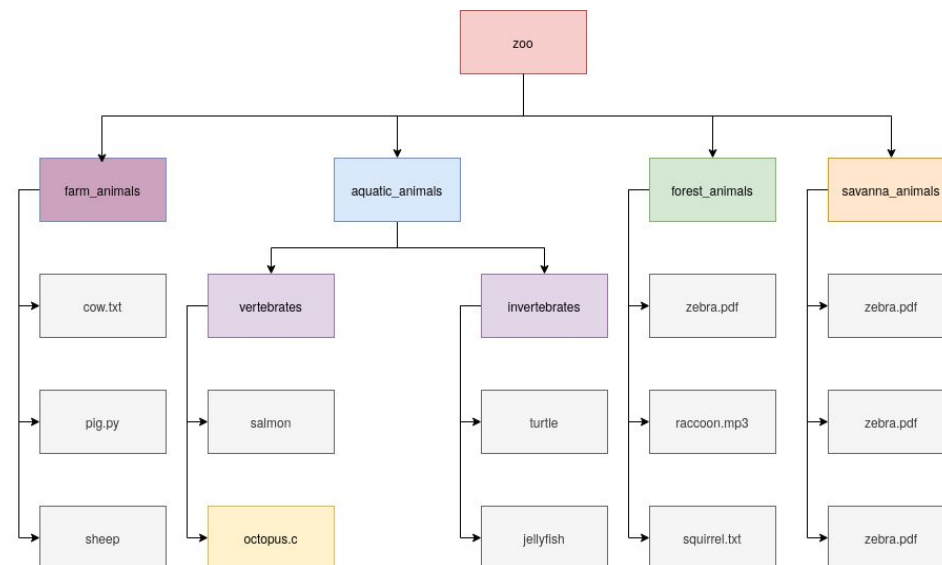 zoo
farm_animals
aquatic_animals
forest_animals
savanna_animals
cow.txt
vertebrates
invertebrates
zebra.pdf
zebra.pdf
pig.py
salmon
turtle
raccoon.mp3
zebra.pdf
sheep
octopus.c
jellyfish
squirrel.txt
zebra.pdf